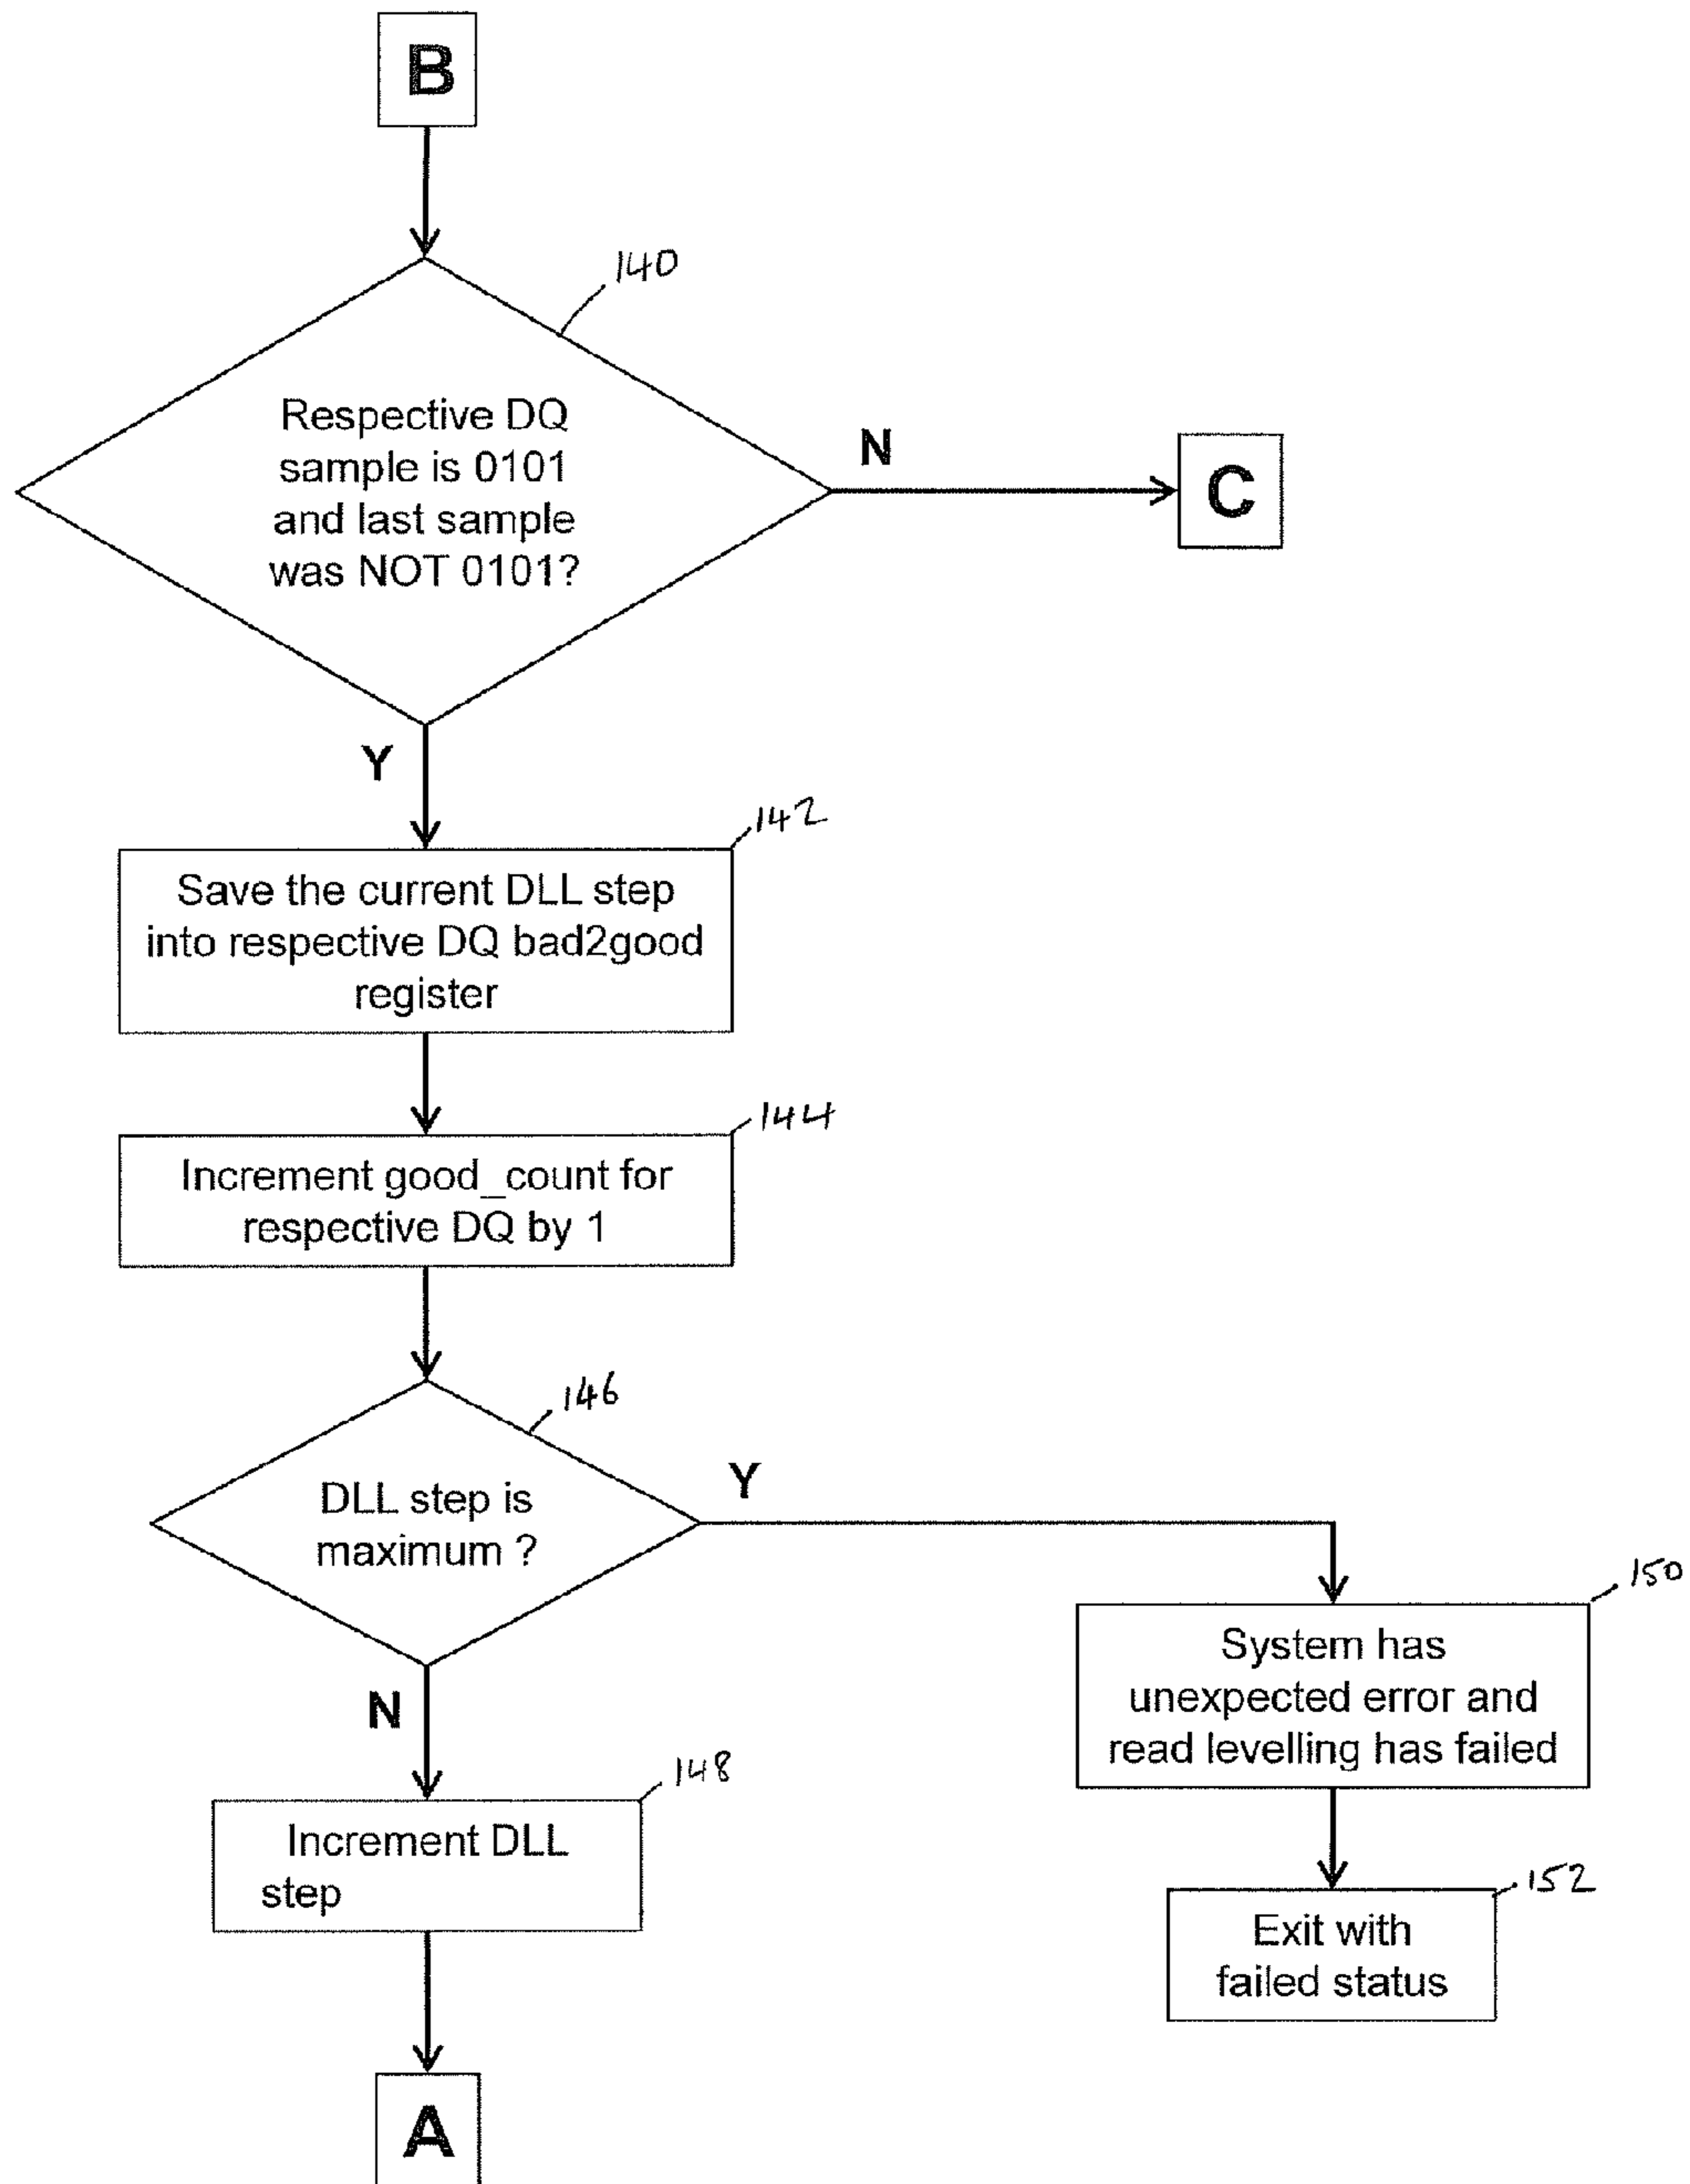 B
140
Respective DQ
sample is 0101
and last sample
was NOT 0101?
N
C
Y
142
Save the current DLL step
into respective DQ bad2good
register
144
Increment good_count for
respective DQ by 1
146
DLL step is
maximum ?
Y
150
System has
unexpected error and
read levelling has failed
N
148
Increment DLL
step
152
Exit with
failed status
A